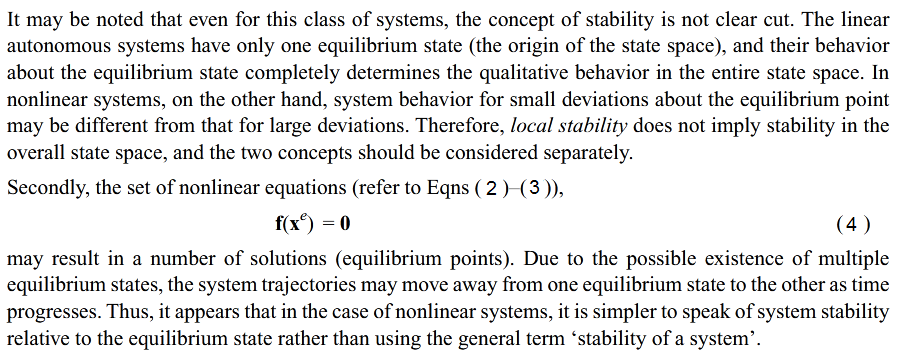 It may be noted that even for this class of systems, the concept of stability is not clear cut. The linear
autonomous systems have only one equilibrium state (the origin of the state space), and their behavior
about the equilibrium state completely determines the qualitative behavior in the entire state space. In
nonlinear systems, on the other hand, system behavior for small deviations about the equilibrium point
may be different from that for large deviations. Therefore, local stability does not imply stability in the
overall state space, and the two concepts should be considered separately.
Secondly, the set of nonlinear equations (refer to Eqns ( 2 )–( 3 )),
f(xᵉ) = 0 ( 4 )
may result in a number of solutions (equilibrium points). Due to the possible existence of multiple
equilibrium states, the system trajectories may move away from one equilibrium state to the other as time
progresses. Thus, it appears that in the case of nonlinear systems, it is simpler to speak of system stability
relative to the equilibrium state rather than using the general term ‘stability of a system’.